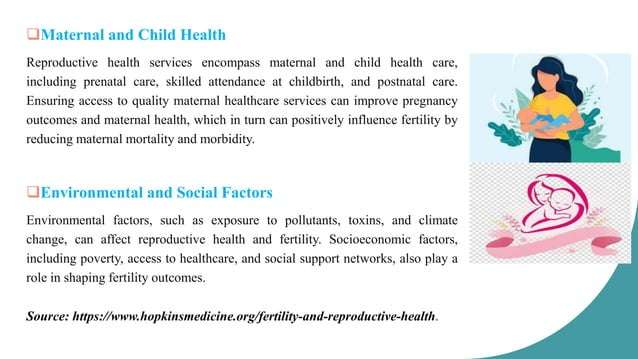 ❑Maternal and Child Health
Reproductive health services encompass maternal and child health care,
including prenatal care, skilled attendance at childbirth, and postnatal care.
Ensuring access to quality maternal healthcare services can improve pregnancy
outcomes and maternal health, which in turn can positively influence fertility by
reducing maternal mortality and morbidity.
❑Environmental and Social Factors
Environmental factors, such as exposure to pollutants, toxins, and climate
change, can affect reproductive health and fertility. Socioeconomic factors,
including poverty, access to healthcare, and social support networks, also play a
role in shaping fertility outcomes.
Source: https://www.hopkinsmedicine.org/fertility-and-reproductive-health.